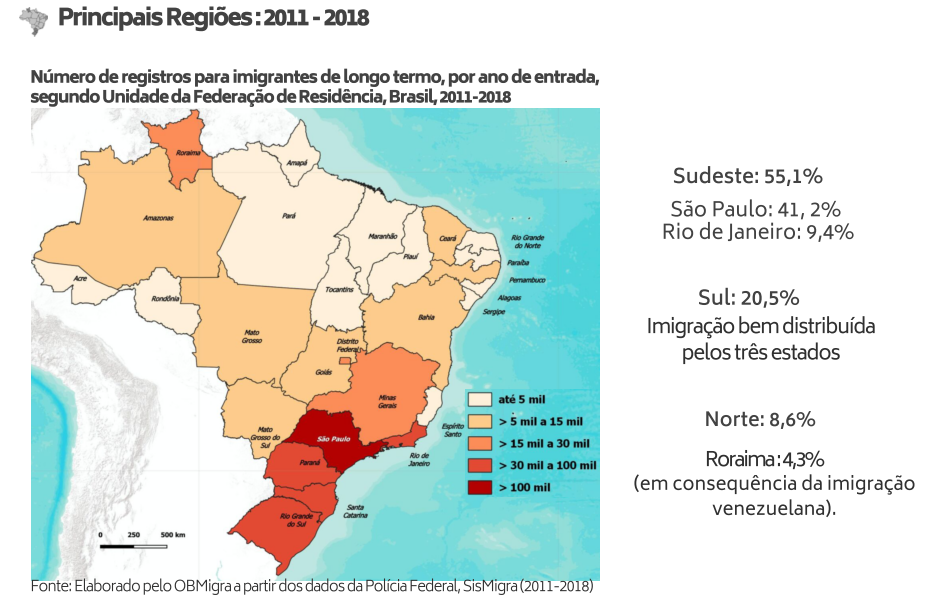 Principais Regiões : 2011 - 2018
Número de registros para imigrantes de longo termo, por ano de entrada,
segundo Unidade da Federação de Residência, Brasil, 2011-2018
Roraima
Amapá
Amazonas
Pará
Maranhão
Ceará
Rio Grande
do Norte
Piauí
Paraíba
Pernambuco
Acre
Rondônia
Tocantins
Alagoas
Sergipe
Bahia
Mato
Grosso
Distrito
Federal
Goiás
Minas
Gerais
Mato
Grosso do
Sul
São Paulo
Espírito
Santo
Rio de
Janeiro
Paraná
Santa
Catarina
Rio Grande
do Sul
até 5 mil
> 5 mil a 15 mil
> 15 mil a 30 mil
> 30 mil a 100 mil
> 100 mil
0 250 500 km
Fonte: Elaborado pelo OBMigra a partir dos dados da Polícia Federal, SisMigra (2011-2018)
Sudeste: 55,1%
São Paulo: 41, 2%
Rio de Janeiro: 9,4%
Sul: 20,5%
Imigração bem distribuída
pelos três estados
Norte: 8,6%
Roraima : 4,3%
(em consequência da imigração
venezuelana).